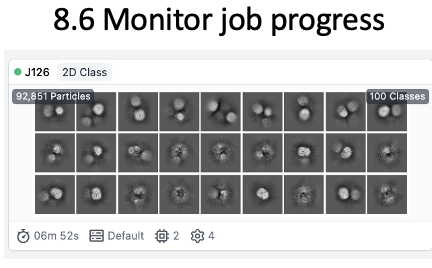 8.6 Monitor job progress
J126 2D Class
92,851 Particles 100 Classes
06m 52s Default 2 4